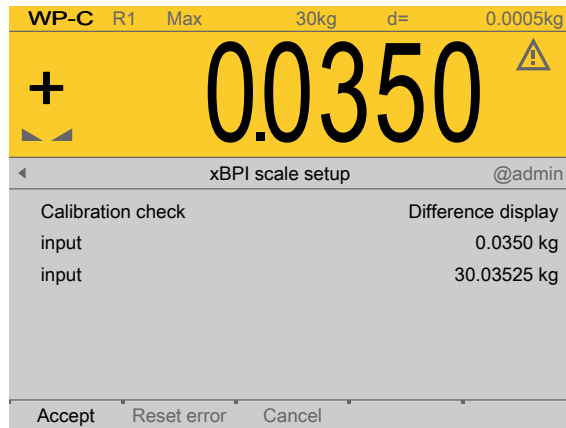 WP-C R1 Max 30kg d= 0.0005kg
+ 0.0350
xBPI scale setup @admin
Calibration check Difference display
input 0.0350 kg
input 30.03525 kg
Accept Reset error Cancel